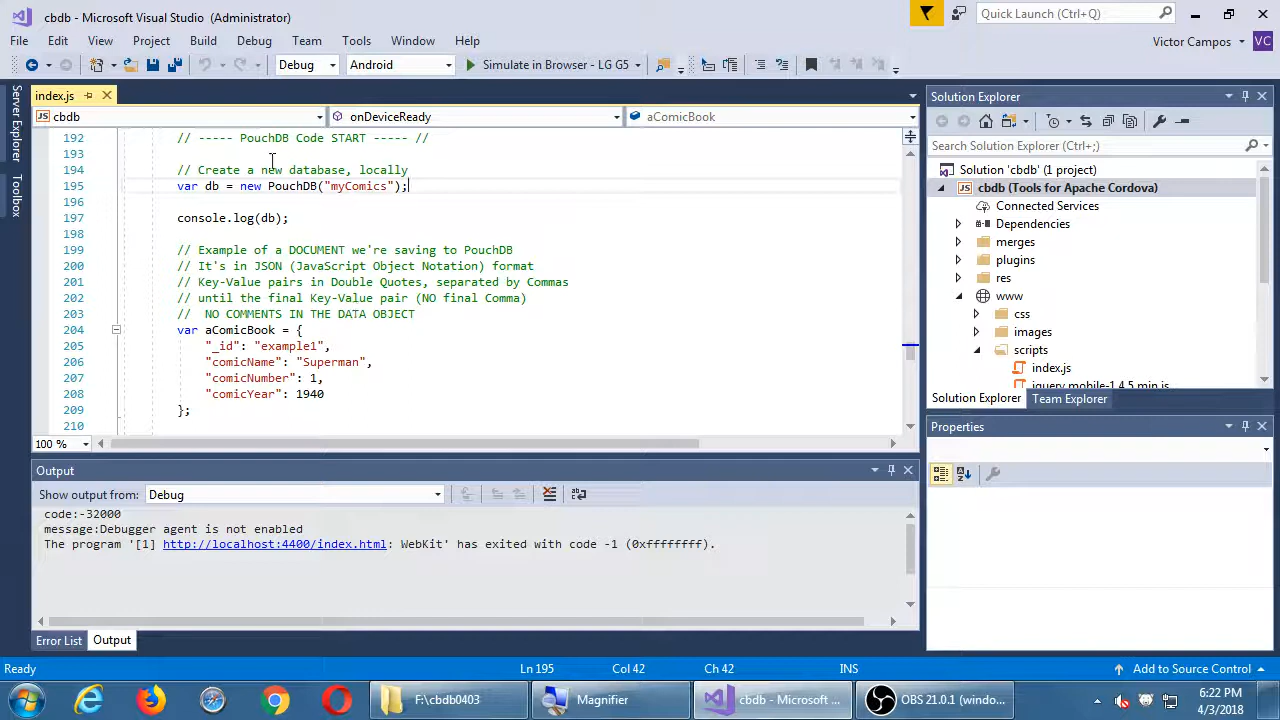 cbdb - Microsoft Visual Studio (Administrator)
Quick Launch (Ctrl+Q)
File Edit View Project Build Debug Team Tools Window Help
Victor Campos VC
Debug Android Simulate in Browser - LG G5
Server Explorer
Toolbox
index.js
cbdb onDeviceReady aComicBook
192 // ----- PouchDB Code START ----- //
193
194 // Create a new database, locally
195 var db = new PouchDB("myComics");
196
197 console.log(db);
198
199 // Example of a DOCUMENT we're saving to PouchDB
200 // It's in JSON (JavaScript Object Notation) format
201 // Key-Value pairs in Double Quotes, separated by Commas
202 // until the final Key-Value pair (NO final Comma)
203 // NO COMMENTS IN THE DATA OBJECT
204 var aComicBook = {
205 "_id": "example1",
206 "comicName": "Superman",
207 "comicNumber": 1,
208 "comicYear": 1940
209 };
210
100 %
Solution Explorer
Search Solution Explorer (Ctrl+;)
Solution 'cbdb' (1 project)
JS cbdb (Tools for Apache Cordova)
Connected Services
Dependencies
merges
plugins
res
www
css
images
scripts
index.js
jquery.mobile-1.4.5.min.js
Solution Explorer Team Explorer
Properties
Output
Show output from: Debug
code:-32000
message:Debugger agent is not enabled
The program '[1] http://localhost:4400/index.html: WebKit' has exited with code -1 (0xffffffff).
Error List Output
Ready Ln 195 Col 42 Ch 42 INS Add to Source Control
F:\cbdb0403 Magnifier cbdb - Microsoft ... OBS 21.0.1 (windo...
6:22 PM
4/3/2018